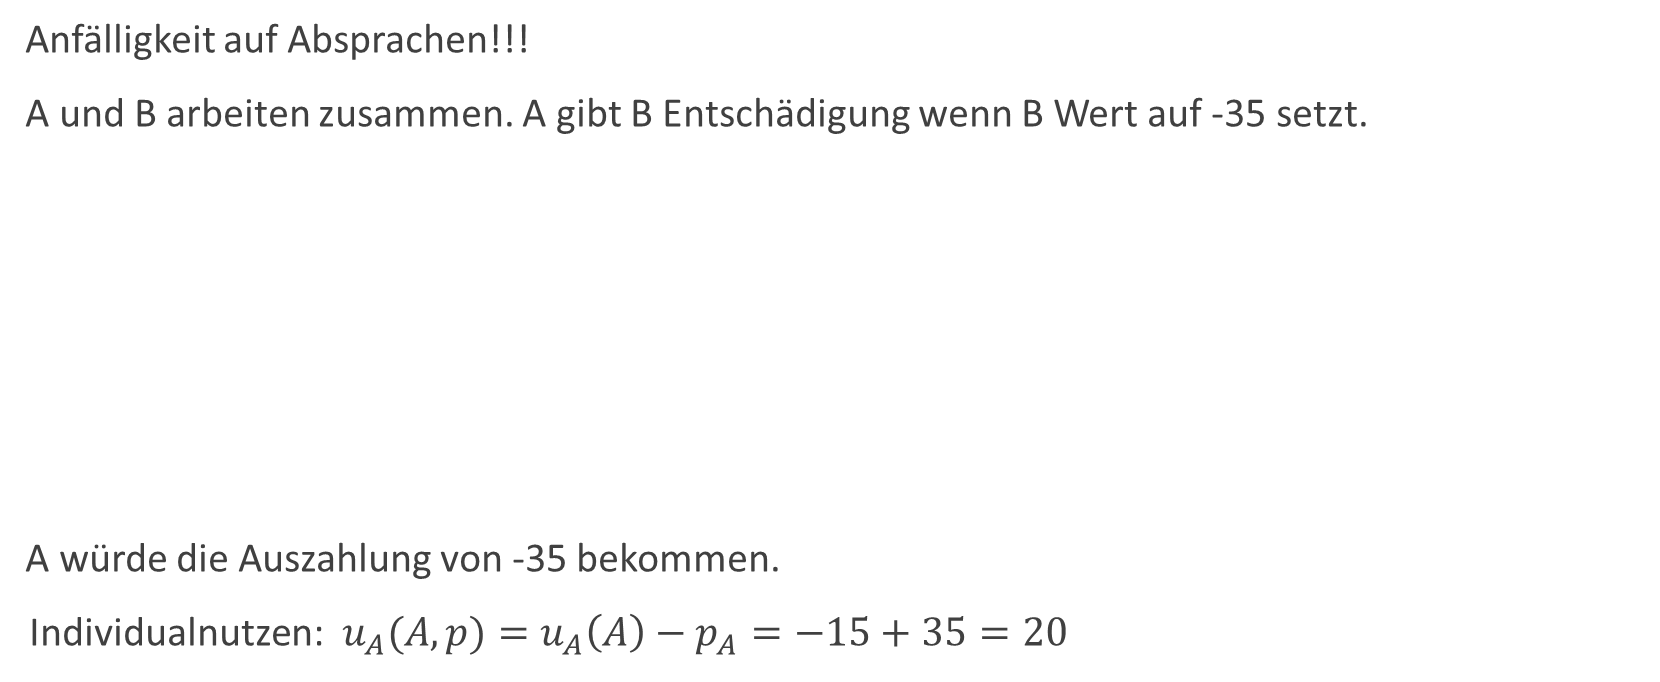 Anfälligkeit auf Absprachen!!!
A und B arbeiten zusammen. A gibt B Entschädigung wenn B Wert auf -35 setzt.
A würde die Auszahlung von -35 bekommen.
Individualnutzen: u_A(A, p) = u_A(A) − p_A = −15 + 35 = 20